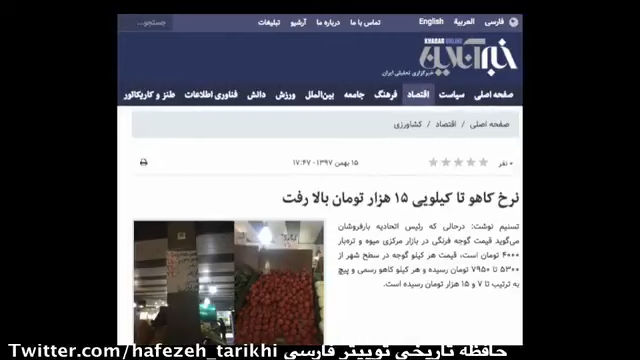 فارسی العربیة English
تماس با ما درباره ما آرشیو تبلیغات
جستجو...
KHABAR ONLINE
خبرآنلاین
خبرگزاری تحلیلی ایران
صفحه اصلی سیاست اقتصاد فرهنگ جامعه بین‌الملل ورزش دانش فناوری اطلاعات طنز و کاریکاتور
صفحه اصلی / اقتصاد / کشاورزی
۰ نفر
۱۵ بهمن ۱۳۹۷ - ۱۷:۴۷
نرخ کاهو تا کیلویی ۱۵ هزار تومان بالا رفت
تسنیم نوشت: درحالی که رئیس اتحادیه بارفروشان
می‌گوید قیمت گوجه فرنگی در بازار مرکزی میوه و تره‌بار
۴۰۰۰ تومان است، قیمت هر کیلو گوجه در سطح شهر از
۵۳۰۰ تا ۷۹۵۰ تومان رسیده و هر کیلو کاهو رسمی و پیچ
به ترتیب تا ۷ و ۱۵ هزار تومان رسیده است.
حافظه تاریخی توییتر فارسی Twitter.com/hafezeh_tarikhi